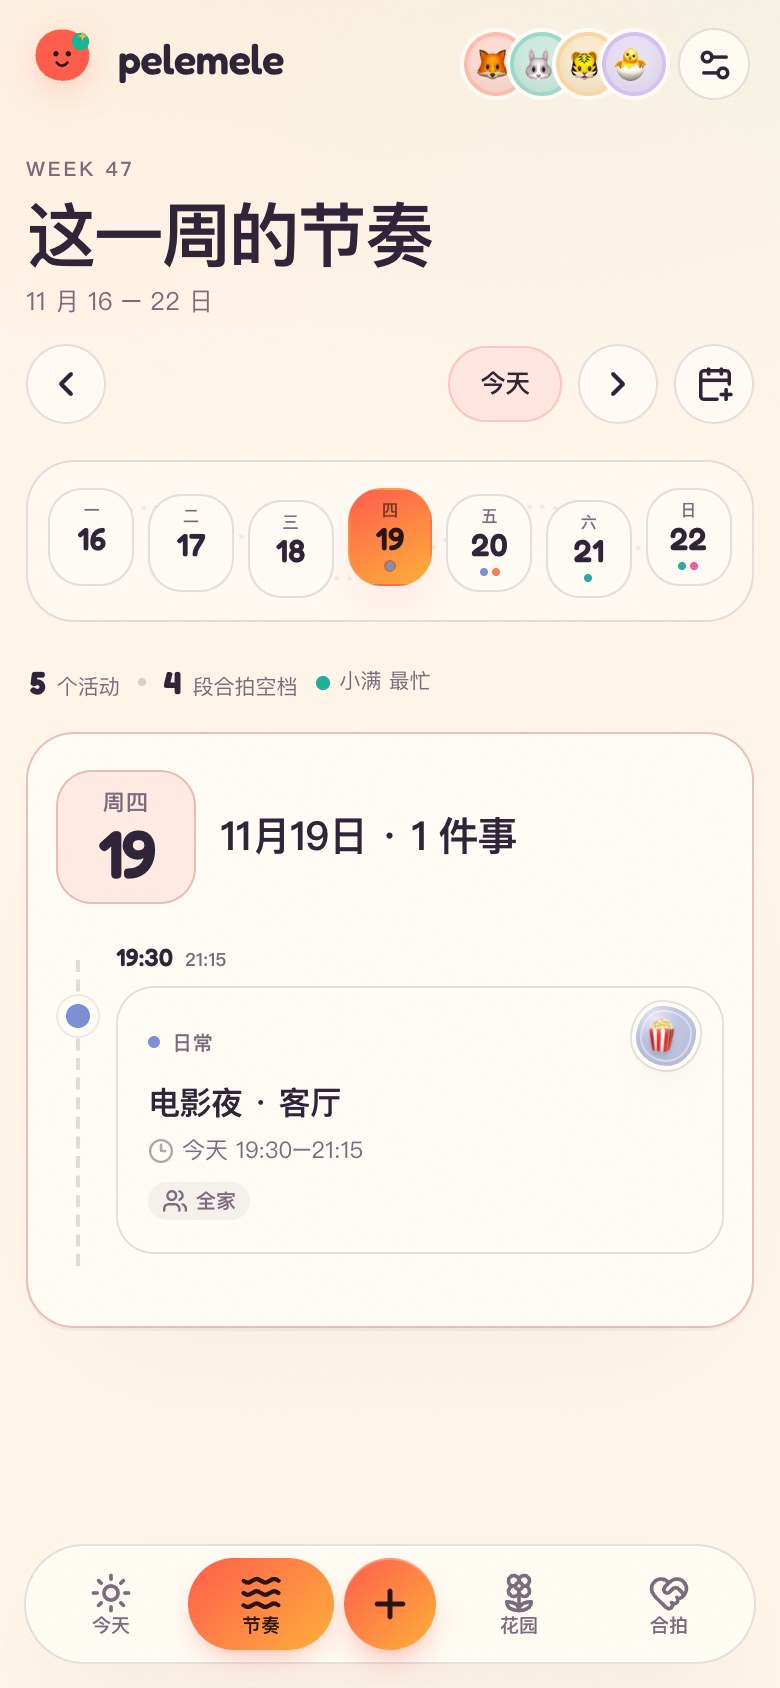 pelemele
WEEK 47
这一周的节奏
11 月 16 — 22 日
今天
一 二 三 四 五 六 日
16 17 18 19 20 21 22
5 个活动 • 4 段合拍空档 小满 最忙
周四
19
11月19日 · 1 件事
19:30 21:15
日常
电影夜 · 客厅
今天 19:30—21:15
全家
今天 节奏 花园 合拍